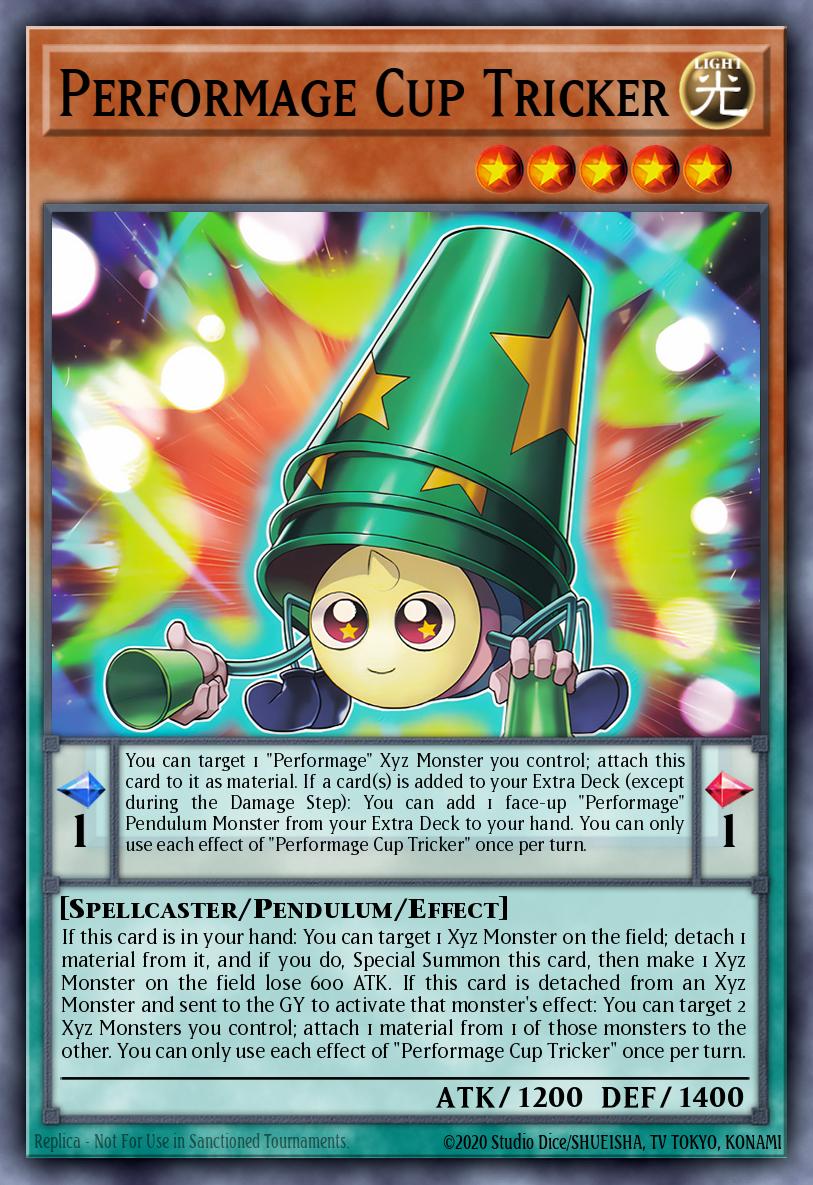 Performage Cup Tricker
LIGHT
光
You can target 1 "Performage" Xyz Monster you control; attach this
card to it as material. If a card(s) is added to your Extra Deck (except
during the Damage Step): You can add 1 face-up "Performage"
Pendulum Monster from your Extra Deck to your hand. You can only
use each effect of "Performage Cup Tricker" once per turn.
1
1
[Spellcaster/Pendulum/Effect]
If this card is in your hand: You can target 1 Xyz Monster on the field; detach 1
material from it, and if you do, Special Summon this card, then make 1 Xyz
Monster on the field lose 600 ATK. If this card is detached from an Xyz
Monster and sent to the GY to activate that monster's effect: You can target 2
Xyz Monsters you control; attach 1 material from 1 of those monsters to the
other. You can only use each effect of "Performage Cup Tricker" once per turn.
ATK/1200 DEF/1400
Replica - Not For Use in Sanctioned Tournaments.
©2020 Studio Dice/SHUEISHA, TV TOKYO, KONAMI